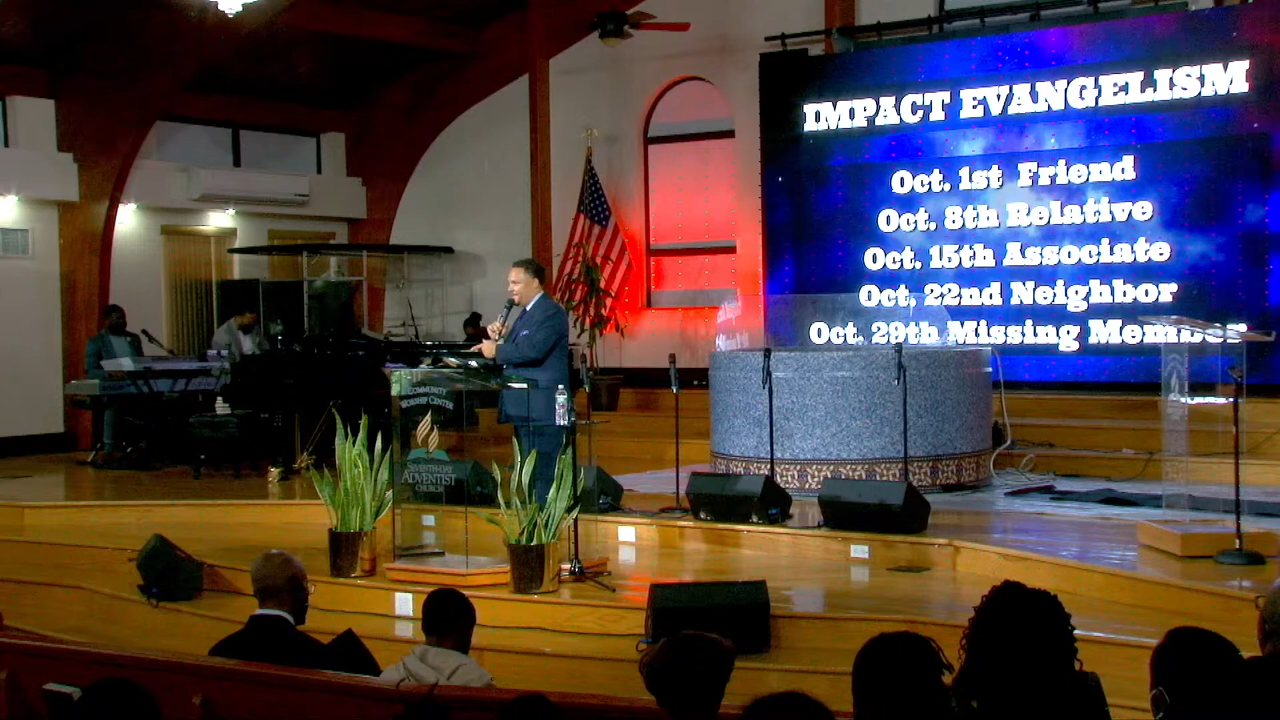 IMPACT EVANGELISM
Oct. 1st Friend
Oct. 8th Relative
Oct. 15th Associate
Oct. 22nd Neighbor
Oct. 29th Missing Members
COMMUNITY
WORSHIP CENTER
SEVENTH-DAY
ADVENTIST
CHURCH